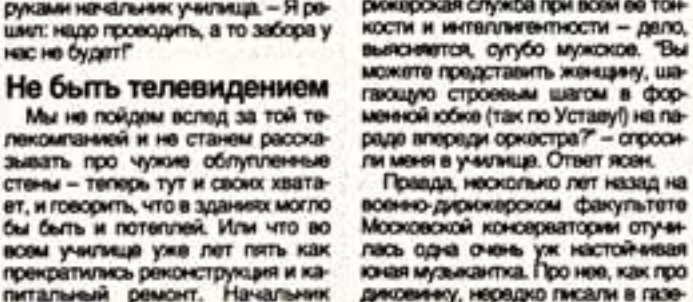 руками начальник училища. – Я ре-
шил: надо проводить, а то забора у
нас не будет!"
Не быть телевидением
Мы не пойдем вслед за той те-
лекомпанией и не станем расска-
зывать про чужие облупленные
стены – теперь тут и своих хвата-
ет, и говорить, что в зданиях могло
бы быть и потеплей. Или что во
всем училище уже лет пять как
прекратились реконструкция и ка-
питальный ремонт. Начальник
рижерская служба при всей ее тон-
кости и интеллигентности – дело,
выясняется, сугубо мужское. "Вы
можете представить женщину, ша-
гающую строевым шагом в фор-
менной юбке (так по Уставу!) на па-
раде впереди оркестра?" – спроси-
ли меня в училище. Ответ ясен.
Правда, несколько лет назад на
военно-дирижерском факультете
Московской консерватории отучи-
лась одна очень уж настойчивая
юная музыкантка. Про нее, как про
диковинку, нередко писали в газе-